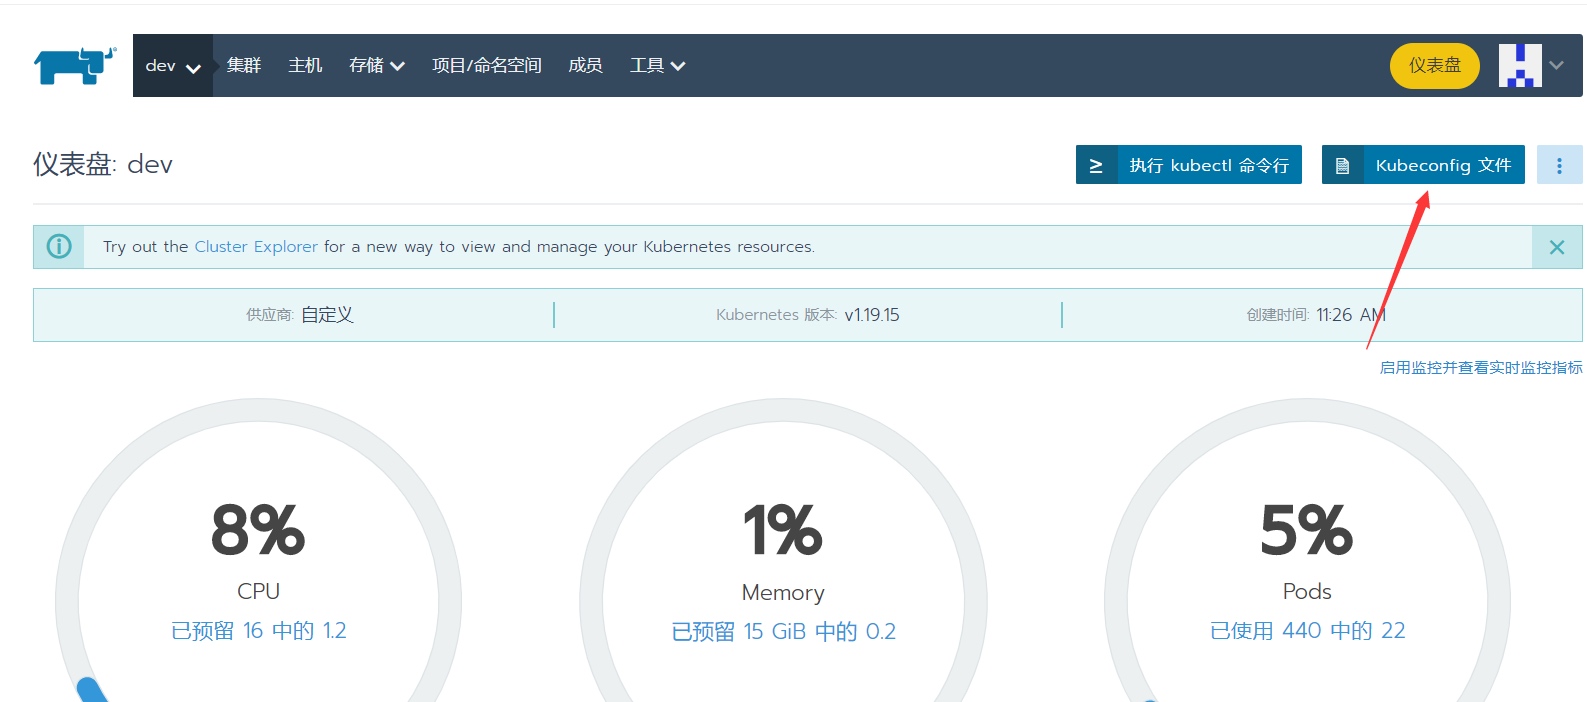 dev 集群 主机 存储 项目/命名空间 成员 工具 仪表盘
仪表盘: dev
执行 kubectl 命令行 Kubeconfig 文件
Try out the Cluster Explorer for a new way to view and manage your Kubernetes resources.
供应商: 自定义 Kubernetes 版本: v1.19.15 创建时间: 11:26 AM
启用监控并查看实时监控指标
8% 1% 5%
CPU Memory Pods
已预留 16 中的 1.2 已预留 15 GiB 中的 0.2 已使用 440 中的 22